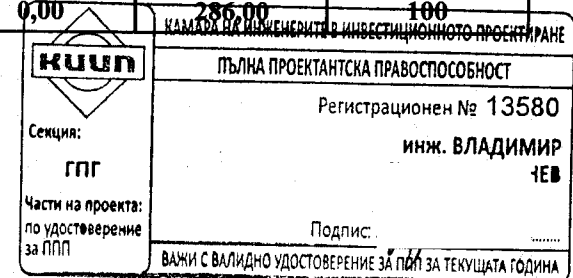 0,00 286,00 100
КАМАРА НА ИНЖЕНЕРИТЕ В ИНВЕСТИЦИОННОТО ПРОЕКТИРАНЕ
КИИП
ПЪЛНА ПРОЕКТАНТСКА ПРАВОСПОСОБНОСТ
Регистрационен № 13580
Секция:
инж. ВЛАДИМИР
ГПГ
ЧЕВ
Части на проекта:
по удостверение
за ППП
Подпис:
ВАЖИ С ВАЛИДНО УДОСТОВЕРЕНИЕ ЗА ППП ЗА ТЕКУЩАТА ГОДИНА